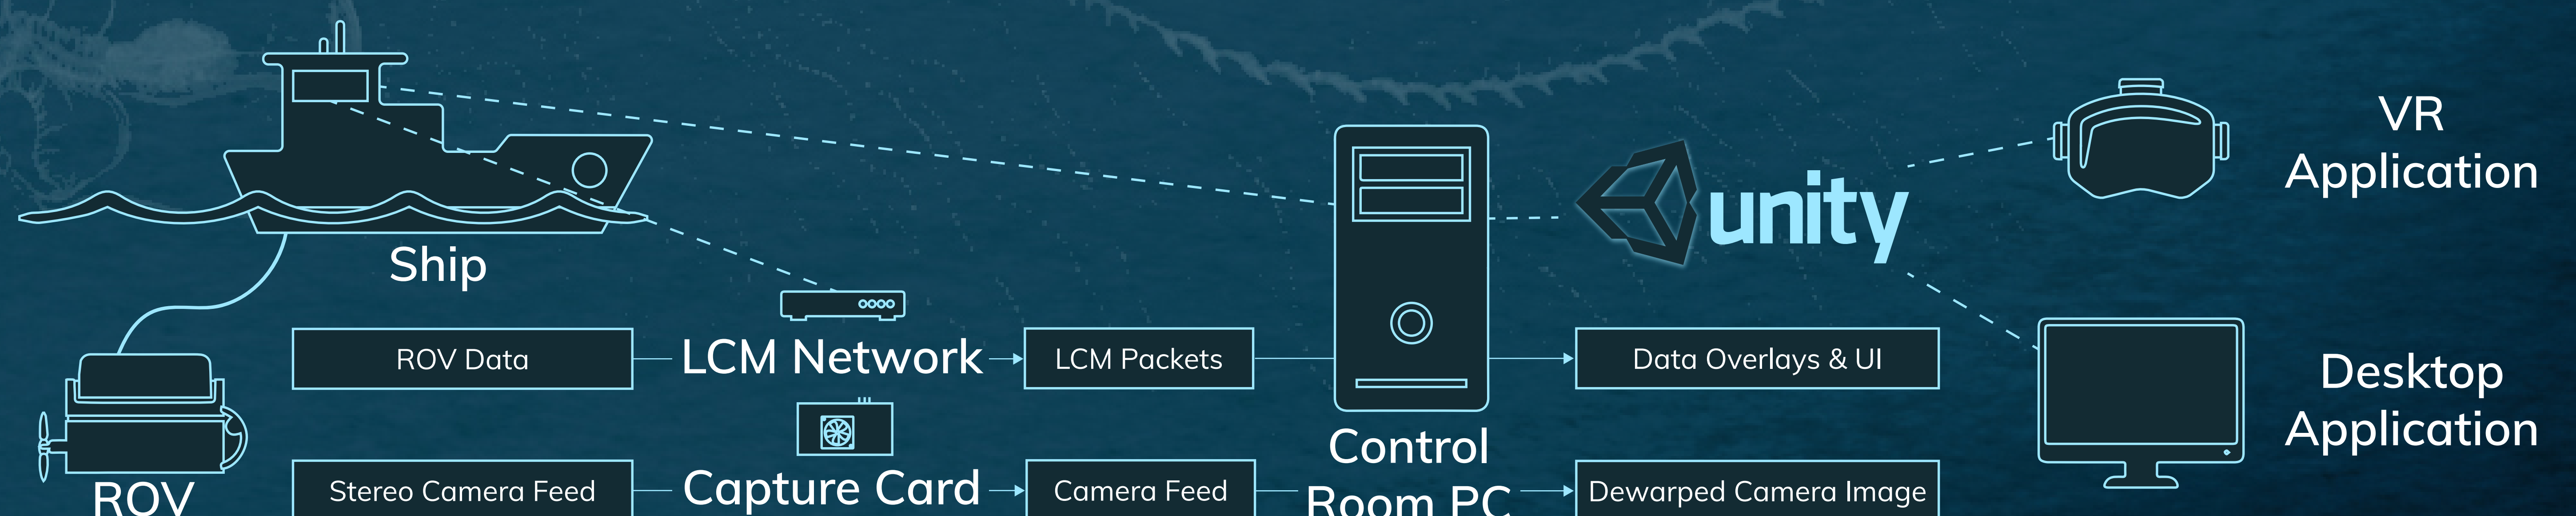 VR
Application
unity
Ship
ROV Data
LCM Network
LCM Packets
Data Overlays & UI
Desktop
Application
Control
Room PC
ROV
Stereo Camera Feed
Capture Card
Camera Feed
Dewarped Camera Image